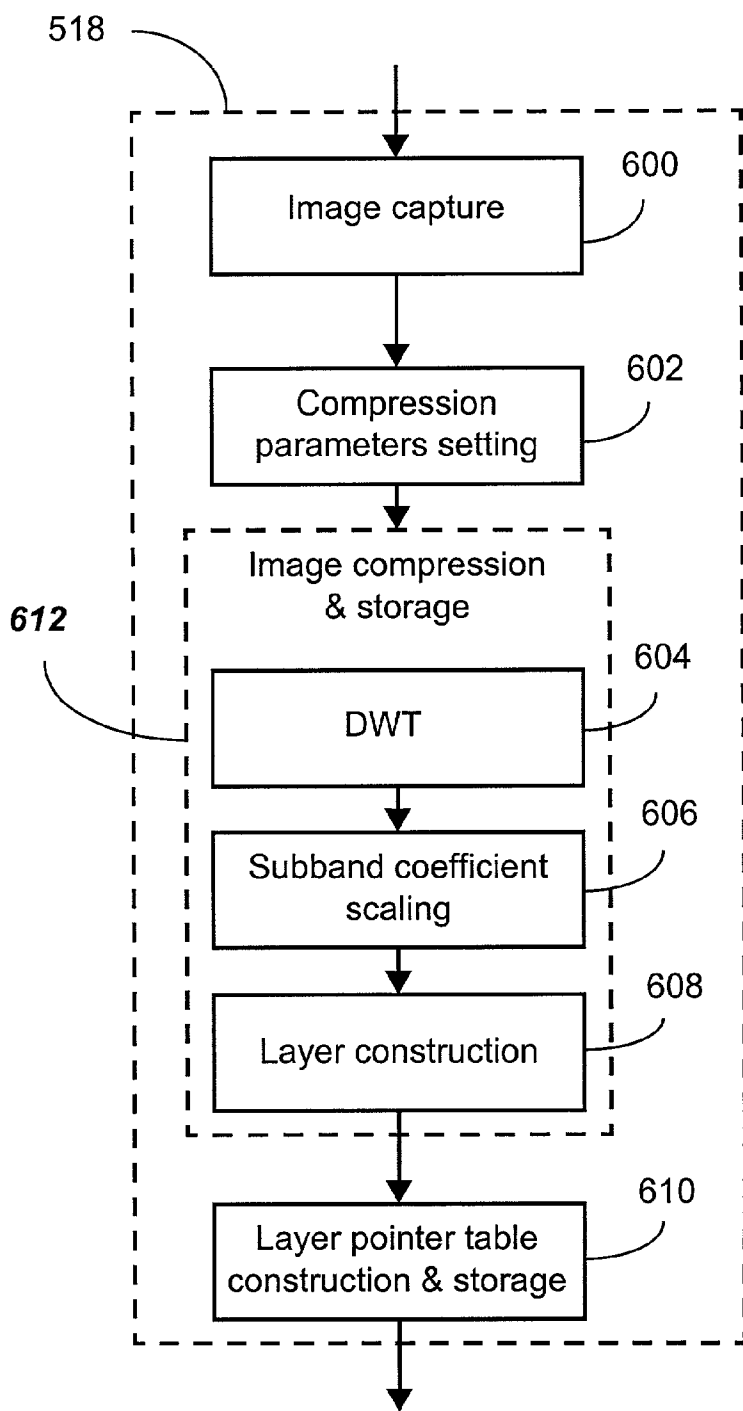 518
Image capture
600
Compression
parameters setting
602
Image compression
& storage
612
DWT
604
Subband coefficient
scaling
606
Layer construction
608
Layer pointer table
construction & storage
610